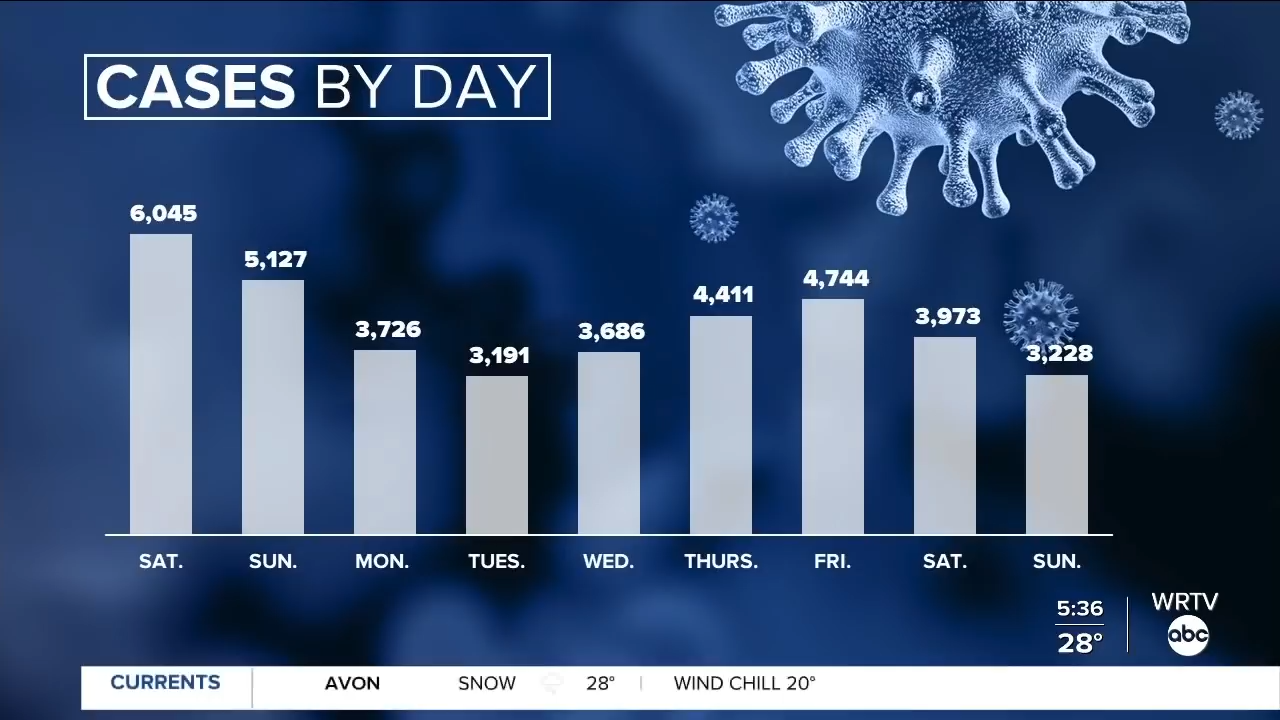 CASES BY DAY
6,045
5,127
3,726
3,191
3,686
4,411
4,744
3,973
3,228
SAT. SUN. MON. TUES. WED. THURS. FRI. SAT. SUN.
5:36
28°
WRTV
abc
CURRENTS AVON SNOW 28° WIND CHILL 20°